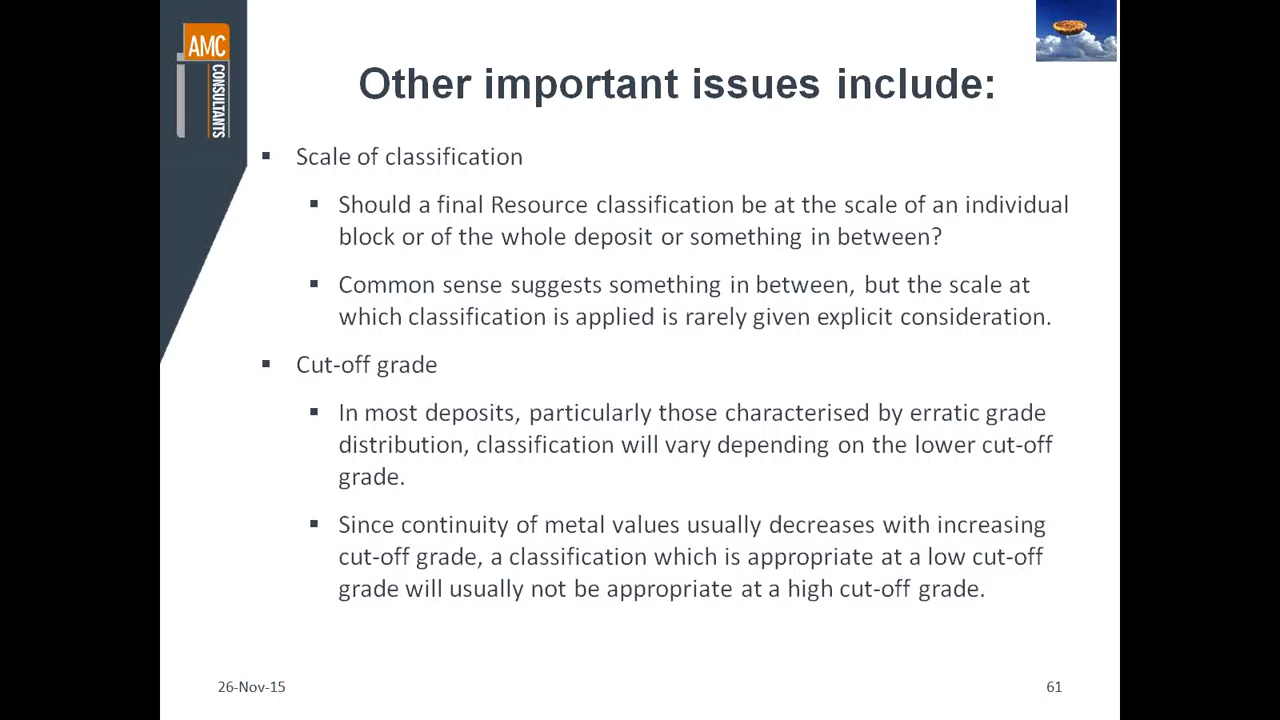 AMC
CONSULTANTS
Other important issues include:
▪ Scale of classification
▪ Should a final Resource classification be at the scale of an individual
block or of the whole deposit or something in between?
▪ Common sense suggests something in between, but the scale at
which classification is applied is rarely given explicit consideration.
▪ Cut-off grade
▪ In most deposits, particularly those characterised by erratic grade
distribution, classification will vary depending on the lower cut-off
grade.
▪ Since continuity of metal values usually decreases with increasing
cut-off grade, a classification which is appropriate at a low cut-off
grade will usually not be appropriate at a high cut-off grade.
26-Nov-15
61